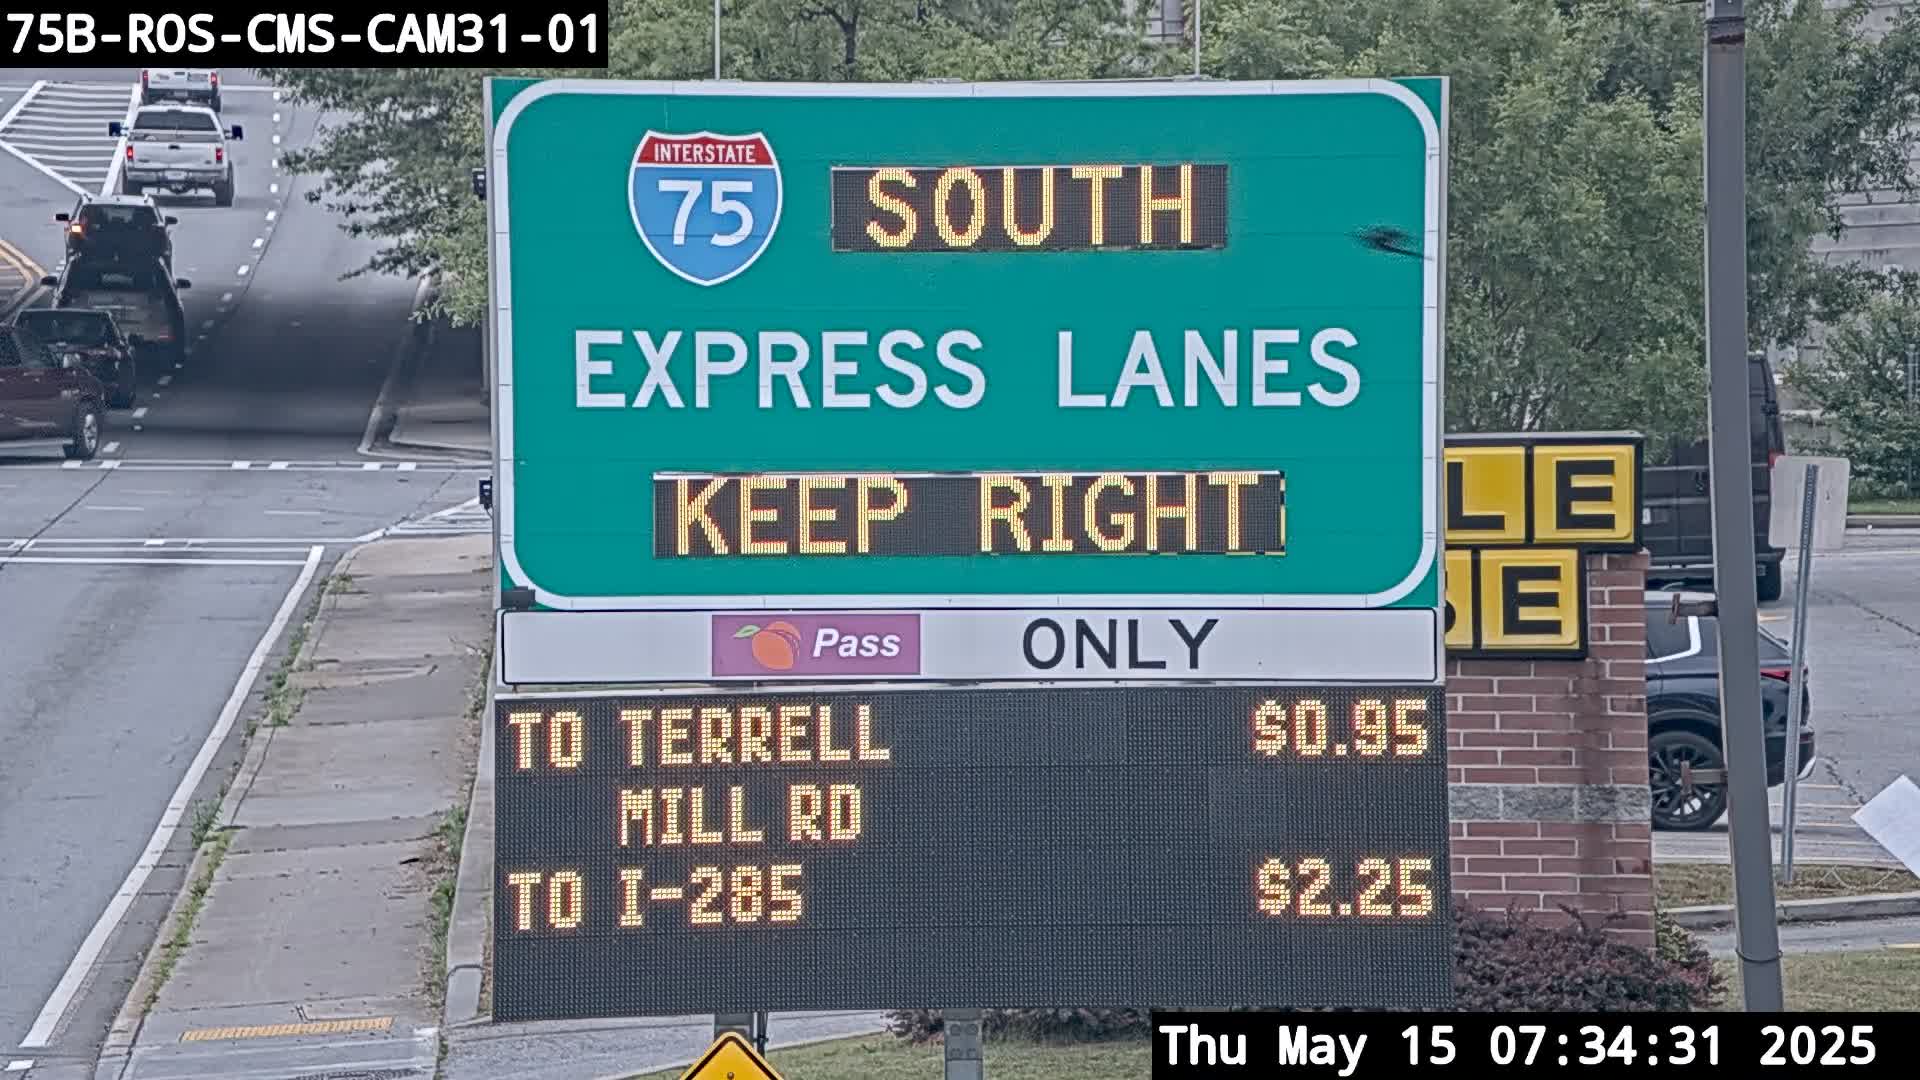 75B-ROS-CMS-CAM31-01
INTERSTATE
75
SOUTH
EXPRESS LANES
KEEP RIGHT
LE
E
Pass ONLY
TO TERRELL $0.95
MILL RD
TO I-285 $2.25
Thu May 15 07:34:31 2025